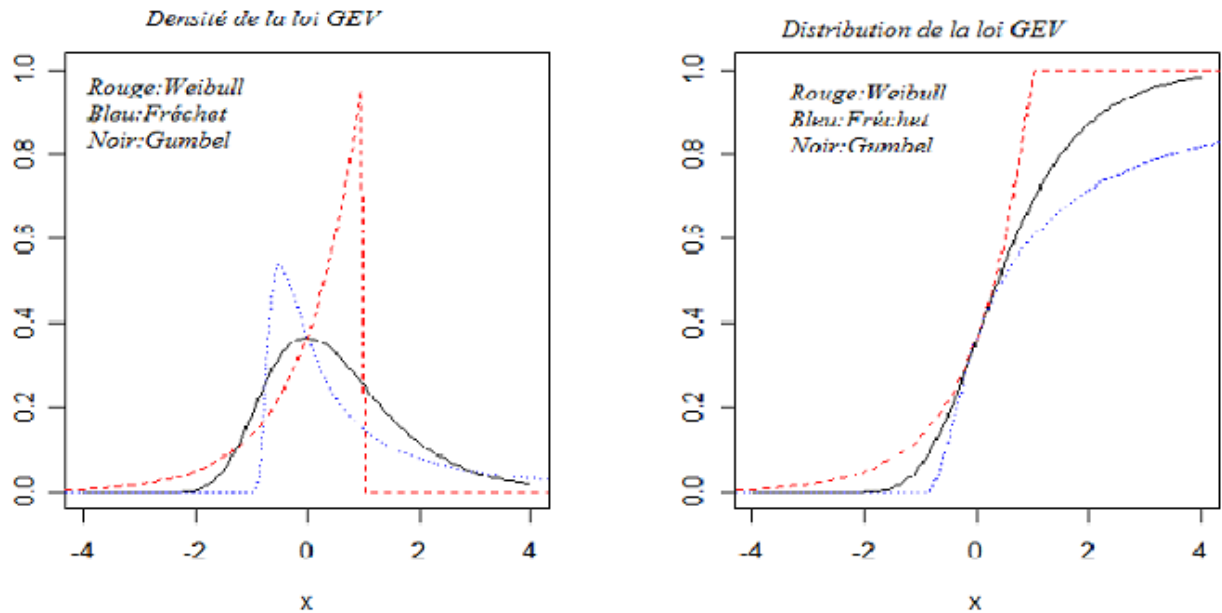 Densité de la loi GEV
Rouge:Weibull
Bleu:Fréchet
Noir:Gumbel
1.0
0.8
0.6
0.4
0.2
0.0
-4
-2
0
2
4
x
Distribution de la loi GEV
Rouge:Weibull
Bleu:Fréchet
Noir:Gumbel
1.0
0.8
0.6
0.4
0.2
0.0
-4
-2
0
2
4
x